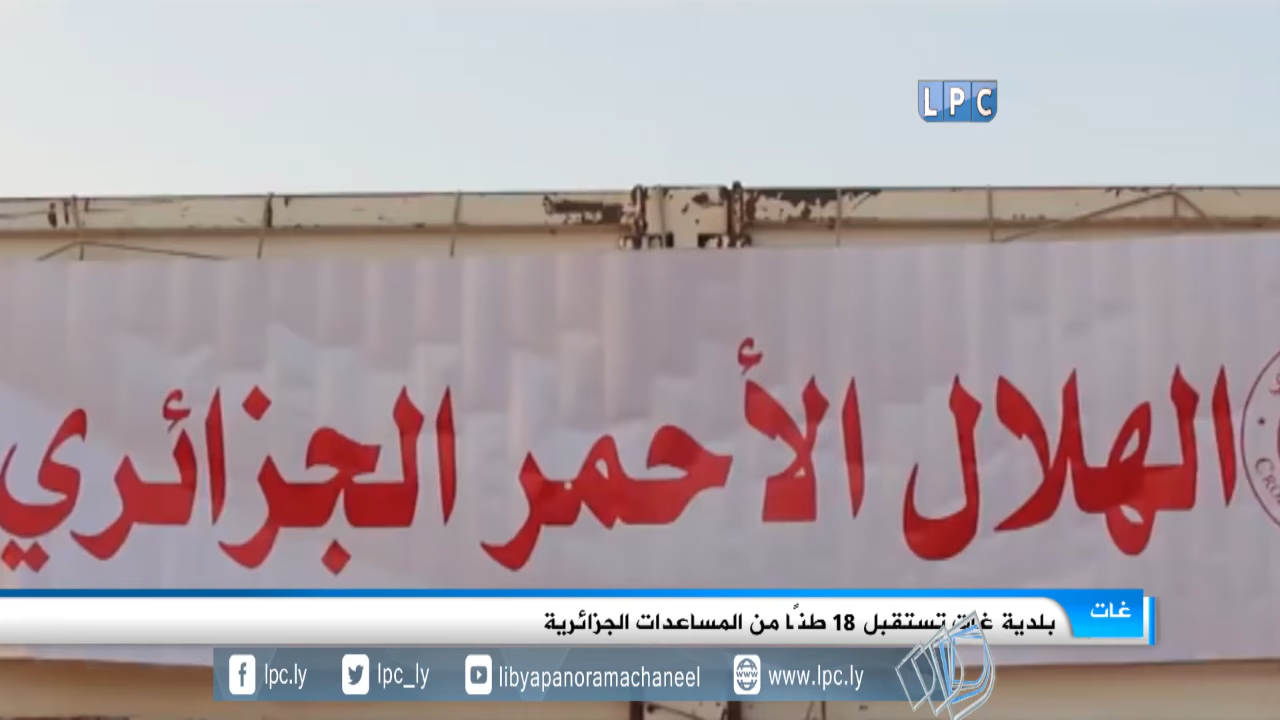 LPC
الهلال الأحمر الجزائري
غات
بلدية غات تستقبل 18 طنًا من المساعدات الجزائرية
lpc.ly
lpc_ly
libyapanoramachaneel
www.lpc.ly